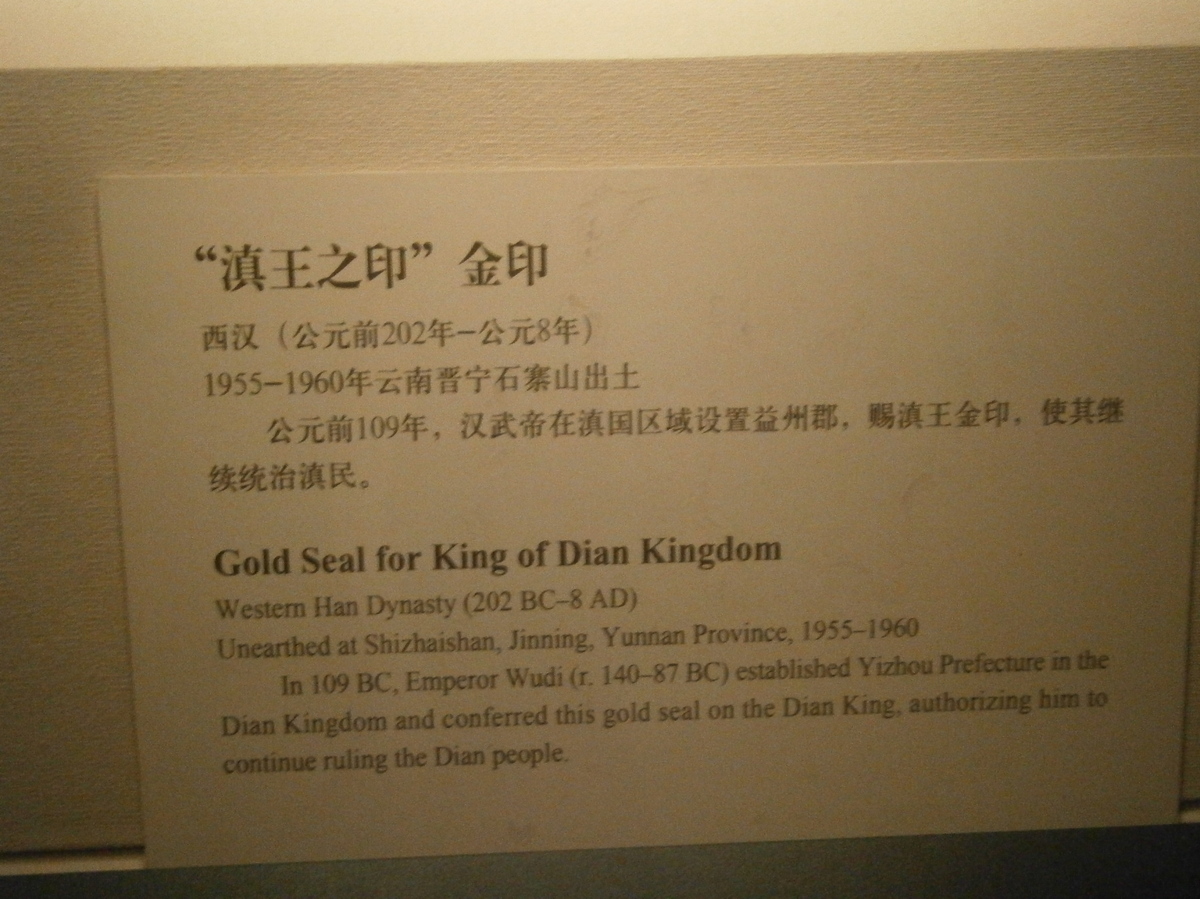 “滇王之印” 金印
西汉（公元前202年–公元8年）
1955–1960年云南晋宁石寨山出土
公元前109年，汉武帝在滇国区域设置益州郡，赐滇王金印，使其继
续统治滇民。
Gold Seal for King of Dian Kingdom
Western Han Dynasty (202 BC–8 AD)
Unearthed at Shizhaishan, Jinning, Yunnan Province, 1955–1960
In 109 BC, Emperor Wudi (r. 140–87 BC) established Yizhou Prefecture in the
Dian Kingdom and conferred this gold seal on the Dian King, authorizing him to
continue ruling the Dian people.